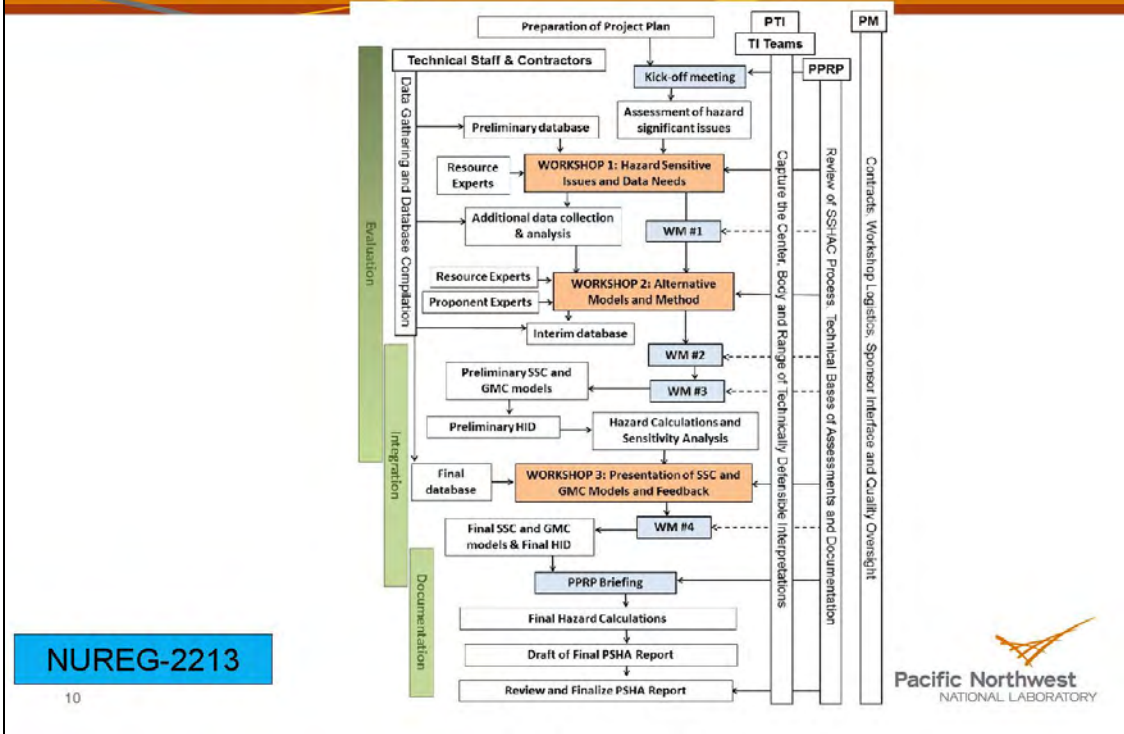 Preparation of Project Plan
PTI
PM
TI Teams
Technical Staff & Contractors
PPRP
Kick-off meeting
Assessment of hazard
significant issues
Preliminary database
Resource
Experts
WORKSHOP 1: Hazard Sensitive
Issues and Data Needs
Additional data collection
& analysis
WM #1
Resource Experts
Proponent Experts
WORKSHOP 2: Alternative
Models and Method
Interim database
WM #2
Preliminary SSC and
GMC models
WM #3
Preliminary HID
Hazard Calculations and
Sensitivity Analysis
Final
database
WORKSHOP 3: Presentation of SSC and
GMC Models and Feedback
WM #4
Final SSC and GMC
models & Final HID
PPRP Briefing
Final Hazard Calculations
Draft of Final PSHA Report
Review and Finalize PSHA Report
Evaluation
Integration
Documentation
Data Gathering and Database Compilation
Capture the Center, Body and Range of Technically Defensible Interpretations
Review of SSHAC Process, Technical Bases of Assessments and Documentation
Contracts, Workshop Logistics, Sponsor Interface and Quality Oversight
NUREG-2213
10
Pacific Northwest
NATIONAL LABORATORY